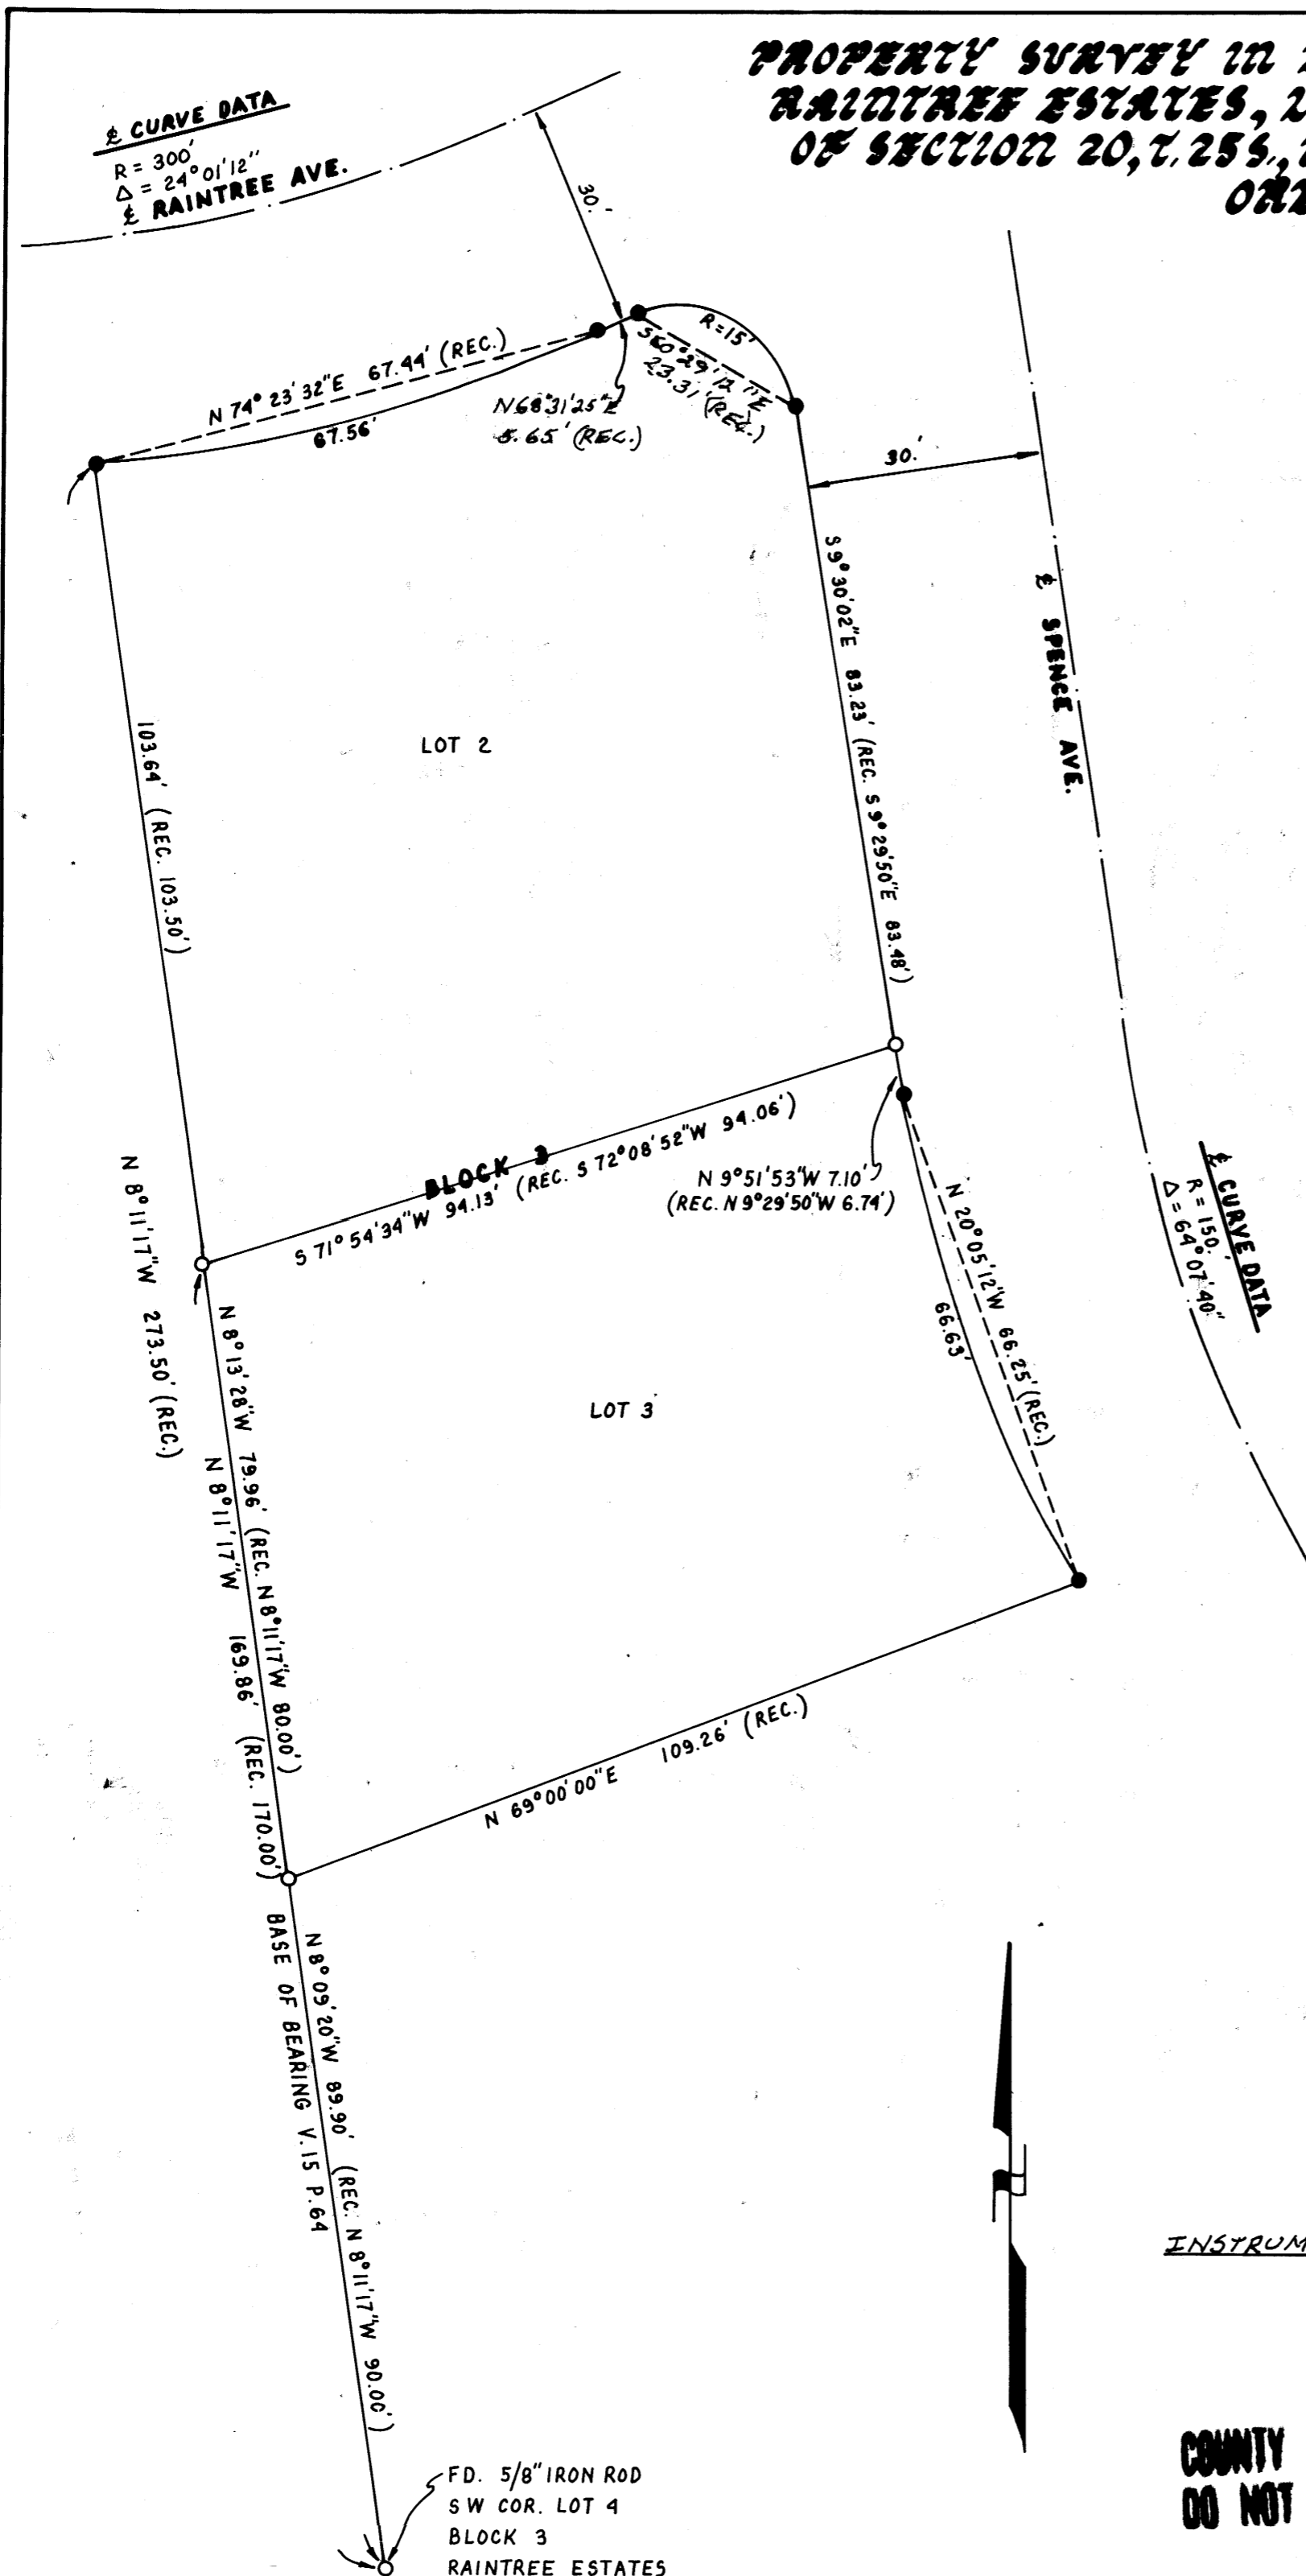 PROPERTY SURVEY IN
RAINTREE ESTATES,
OF SECTION 20, T. 25 S.,
℄ CURVE DATA
R = 300'
Δ = 24°01'12"
℄ RAINTREE AVE.
30.'
R=15'
S60°29'12"E
23.31' (REC.)
N 74° 23' 32"E 67.44' (REC.)
67.56'
N68°31'25"E
5.65' (REC.)
30.'
S 9° 30' 02"E 83.23' (REC. S 9° 29'50"E 83.48')
℄ SPENCE AVE.
LOT 2
103.64' (REC. 103.50')
BLOCK 3
S 71° 54' 34"W 94.13' (REC. S 72° 08' 52"W 94.06')
N 9° 51' 53"W 7.10'
(REC. N 9° 29' 50"W 6.74')
N 20° 05' 12"W 66.25' (REC.)
66.63'
℄ CURVE DATA
R = 150.'
Δ = 64° 07' 40"
N 8° 11' 17"W 273.50' (REC.)
N 8° 13' 28"W 79.96' (REC. N 8° 11' 17"W 80.00')
N 8° 11' 17"W 169.86' (REC. 170.00')
LOT 3
N 69° 00' 00"E 109.26' (REC.)
N 8° 09' 20"W 89.90' (REC. N 8° 11' 17"W 90.00')
BASE OF BEARING V. 15 P. 64
INSTRUM
COUNTY
DO NOT
FD. 5/8" IRON ROD
SW COR. LOT 4
BLOCK 3
RAINTREE ESTATES